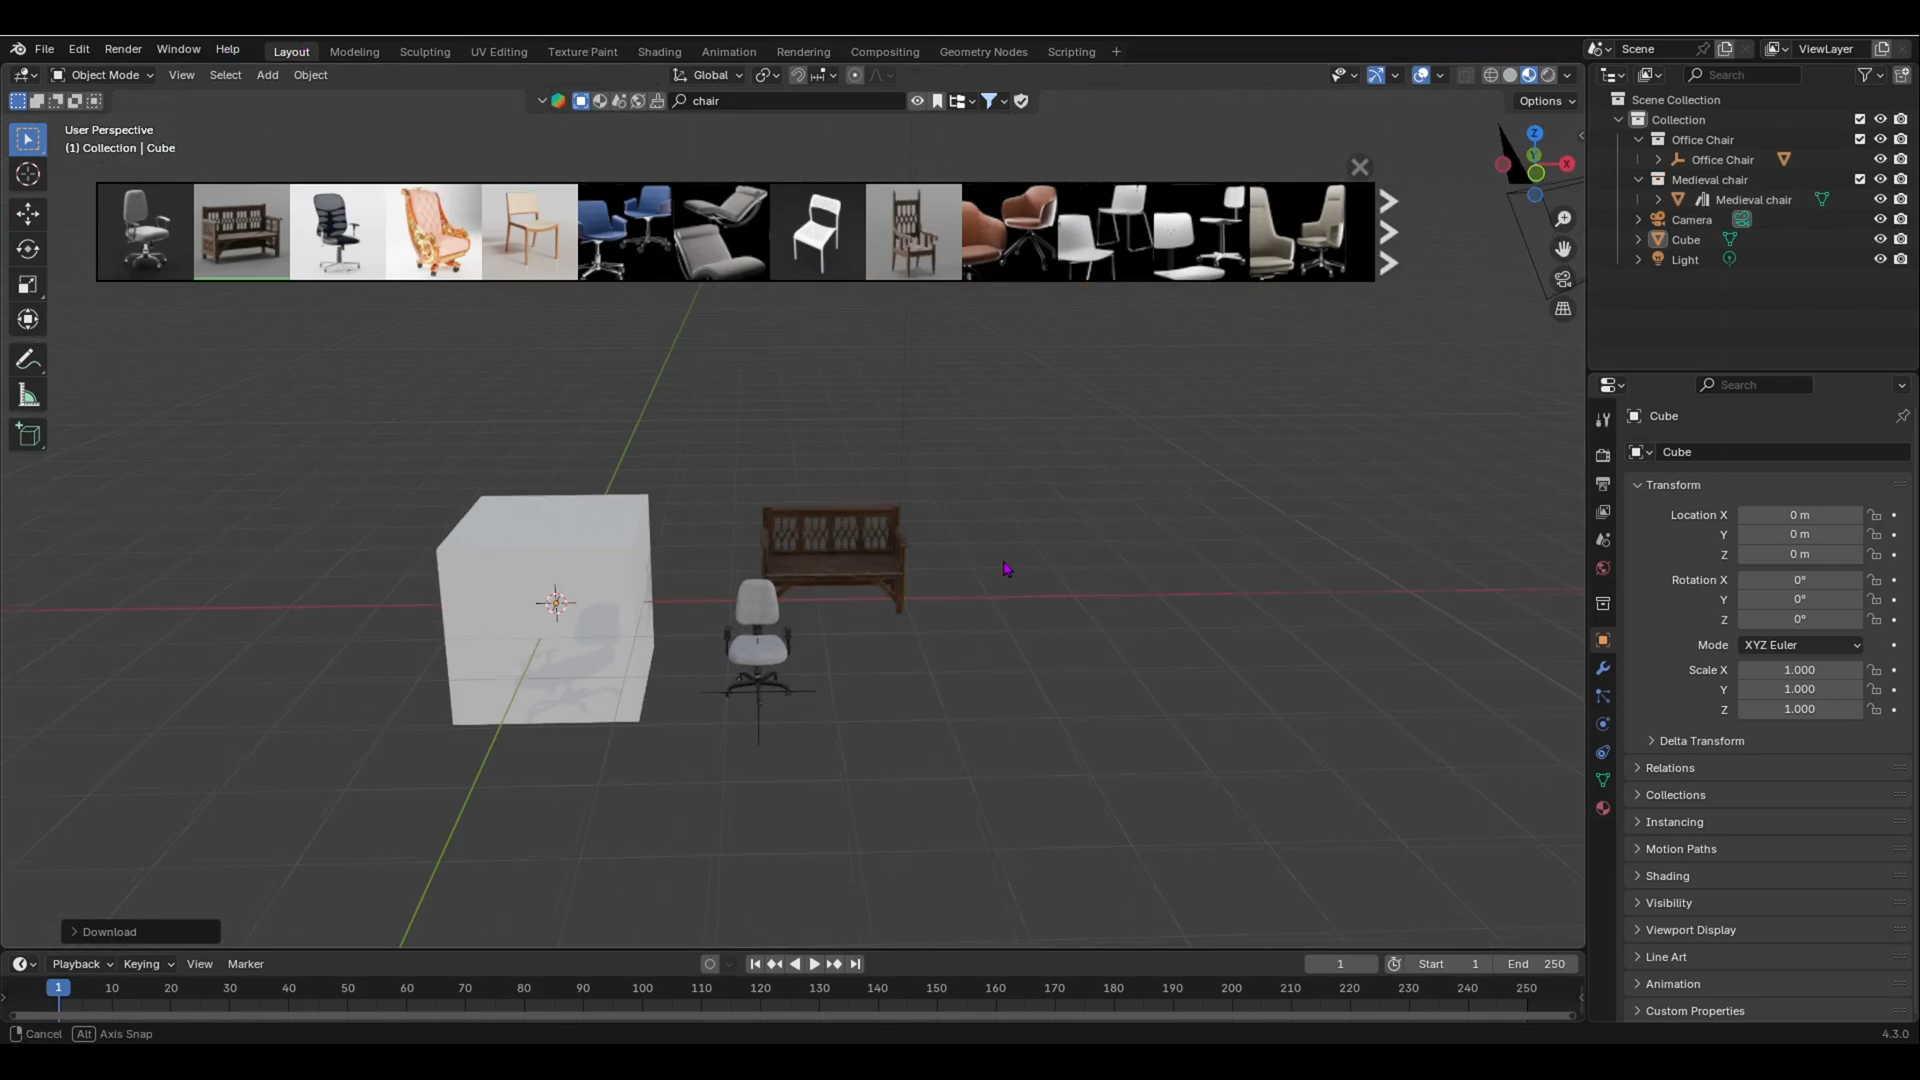 File Edit Render Window Help Layout Modeling Sculpting UV Editing Texture Paint Shading Animation Rendering Compositing Geometry Nodes Scripting + Scene ViewLayer
Object Mode View Select Add Object Global Search
chair Options
User Perspective
(1) Collection | Cube
Z
Y
X
Scene Collection
Collection
Office Chair
Office Chair
Medieval chair
Medieval chair
Camera
Cube
Light
Search
Cube
Cube
Transform
Location X 0 m
Y 0 m
Z 0 m
Rotation X 0°
Y 0°
Z 0°
Mode XYZ Euler
Scale X 1.000
Y 1.000
Z 1.000
Delta Transform
Relations
Collections
Instancing
Motion Paths
Shading
Visibility
Viewport Display
Line Art
Animation
Custom Properties
Download
Playback Keying View Marker 1 Start 1 End 250
1 10 20 30 40 50 60 70 80 90 100 110 120 130 140 150 160 170 180 190 200 210 220 230 240 250
Cancel Alt Axis Snap 4.3.0